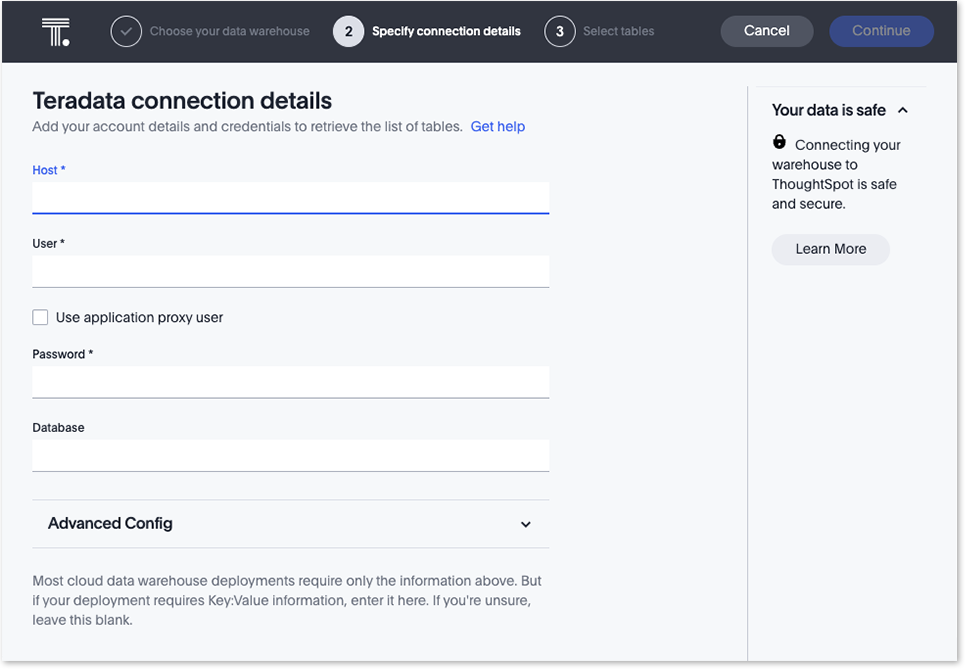 T.
Choose your data warehouse
2 Specify connection details
3 Select tables
Cancel
Continue
Teradata connection details
Add your account details and credentials to retrieve the list of tables. Get help
Host *
User *
Use application proxy user
Password *
Database
Advanced Config
Most cloud data warehouse deployments require only the information above. But
if your deployment requires Key:Value information, enter it here. If you're unsure,
leave this blank.
Your data is safe
Connecting your
warehouse to
ThoughtSpot is safe
and secure.
Learn More